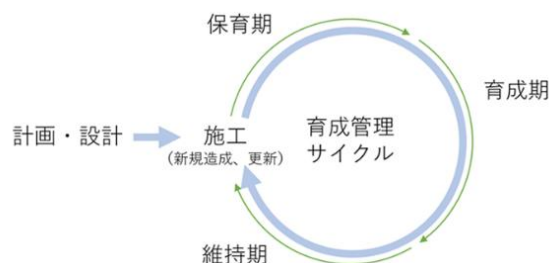 保育期
育成期
計画・設計
施工
（新規造成、更新）
育成管理
サイクル
維持期